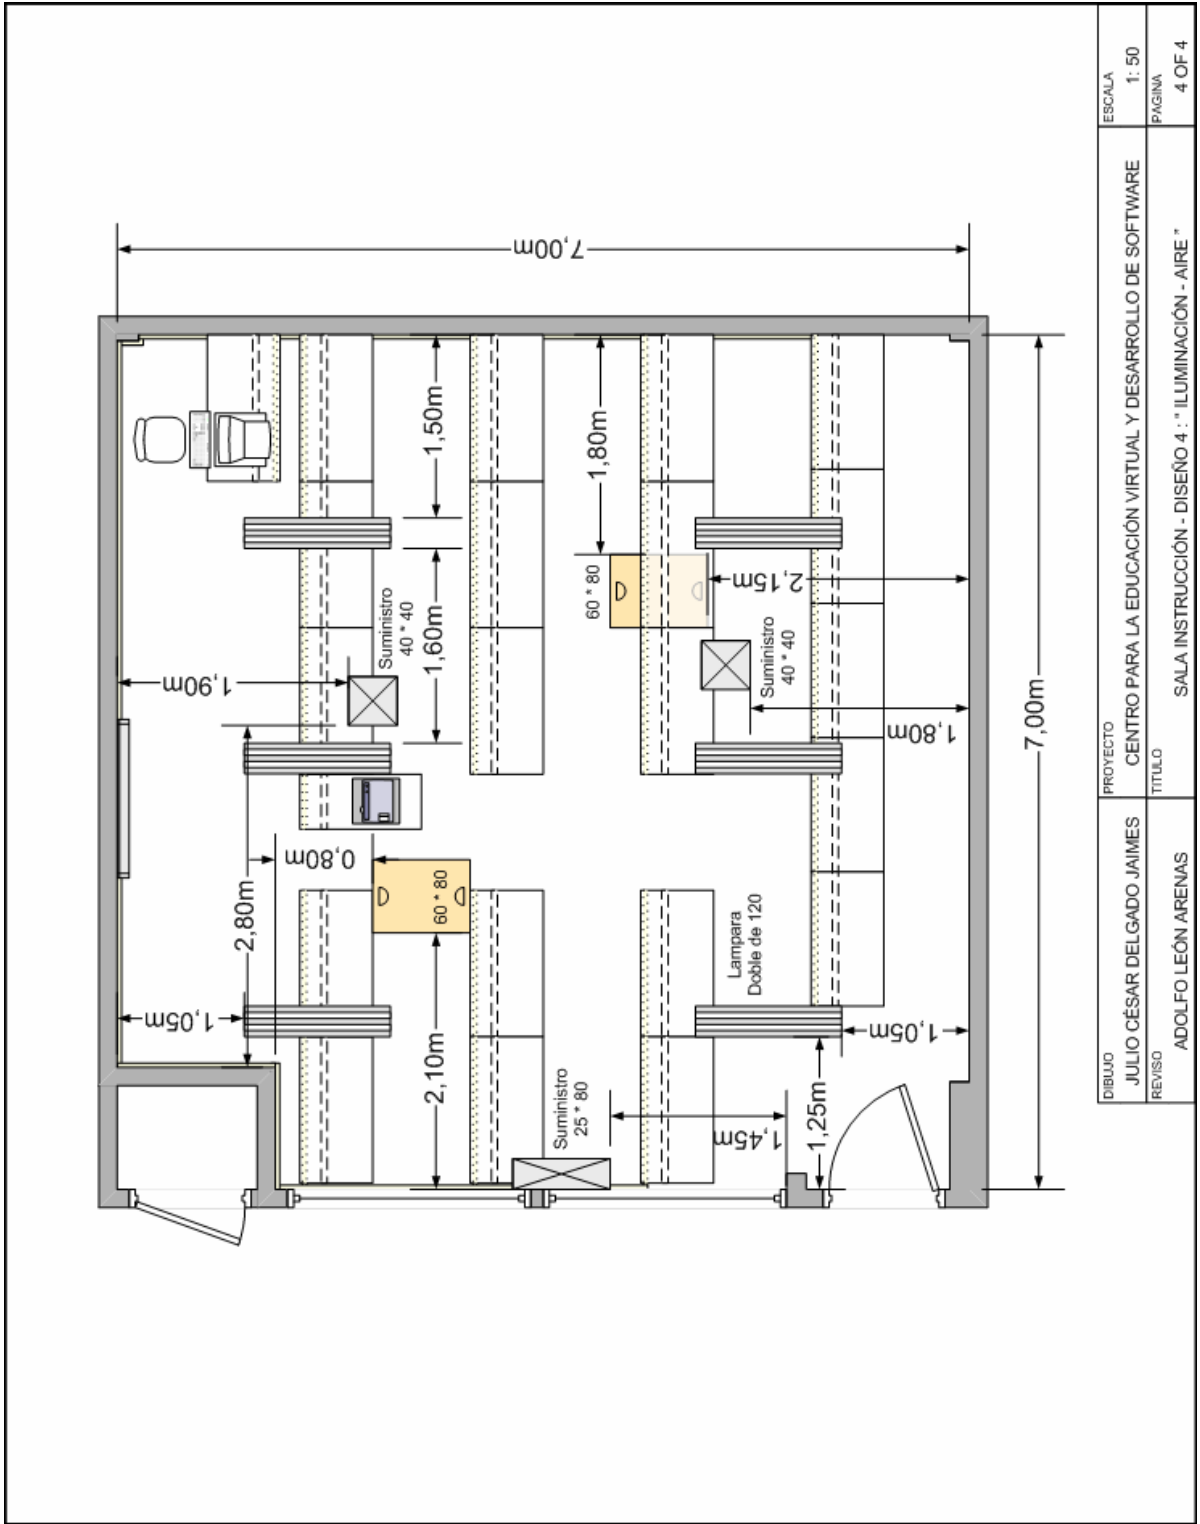 7,00m
1,50m
1,80m
60 * 80
2,15m
Suministro
40 * 40
1,60m
1,90m
Suministro
40 * 40
1,80m
7,00m
0,80m
60 * 80
2,80m
Lampara
Doble de 120
1,05m
1,05m
2,10m
Suministro
25 * 80
1,45m
1,25m
DIBUJO
JULIO CÉSAR DELGADO JAIMES
REVISO
ADOLFO LEÓN ARENAS
PROYECTO
CENTRO PARA LA EDUCACIÓN VIRTUAL Y DESARROLLO DE SOFTWARE
TITULO
SALA INSTRUCCIÓN - DISEÑO 4 : " ILUMINACIÓN - AIRE "
ESCALA
1: 50
PAGINA
4 OF 4